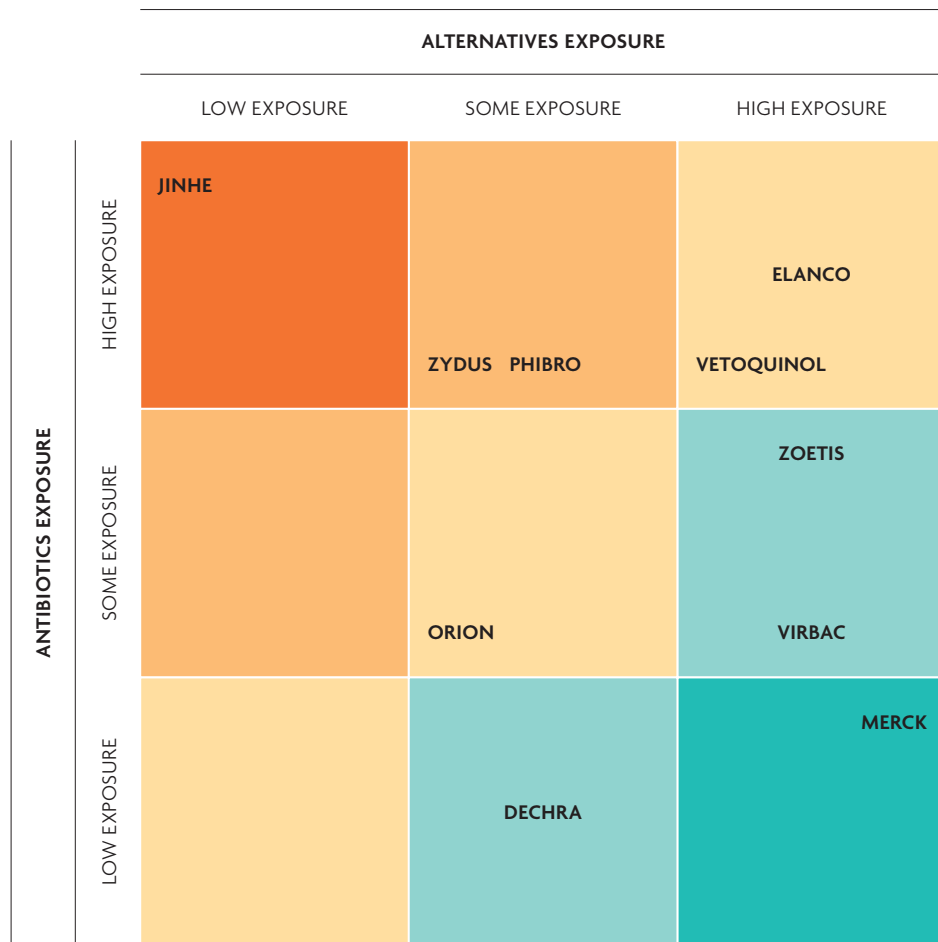 ALTERNATIVES EXPOSURE
LOW EXPOSURE SOME EXPOSURE HIGH EXPOSURE
ANTIBIOTICS EXPOSURE
HIGH EXPOSURE
JINHE
ELANCO
ZYDUS PHIBRO VETOQUINOL
SOME EXPOSURE
ZOETIS
ORION VIRBAC
LOW EXPOSURE
MERCK
DECHRA